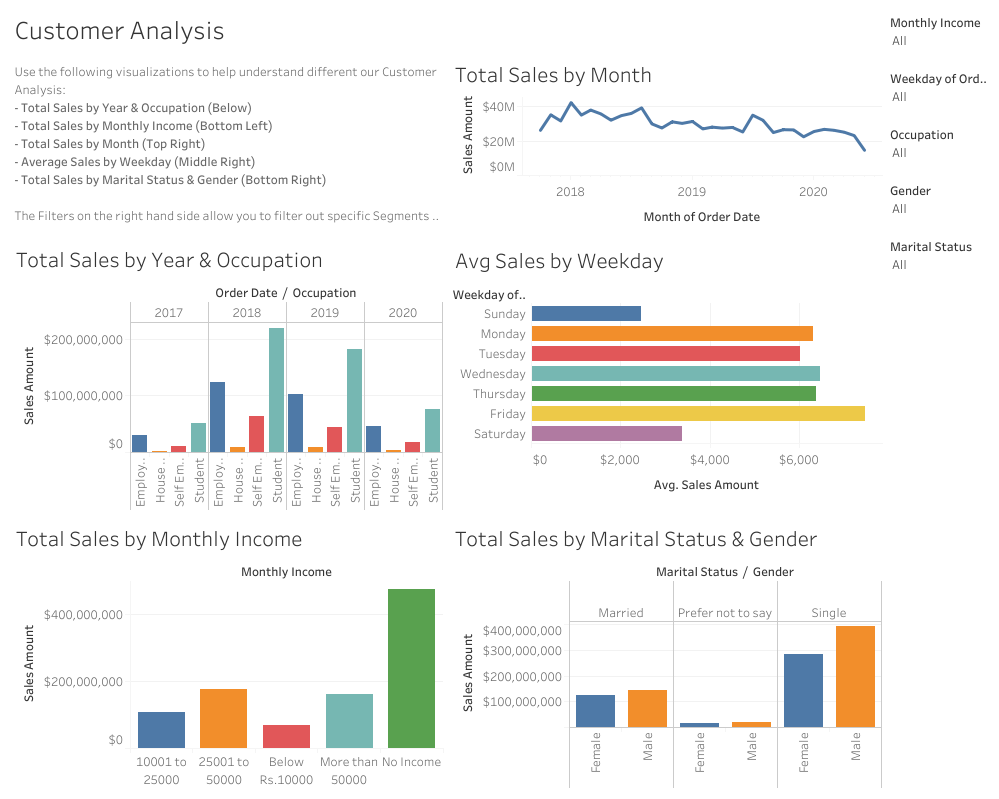 Customer Analysis
Use the following visualizations to help understand different our Customer
Analysis:
- Total Sales by Year & Occupation (Below)
- Total Sales by Monthly Income (Bottom Left)
- Total Sales by Month (Top Right)
- Average Sales by Weekday (Middle Right)
- Total Sales by Marital Status & Gender (Bottom Right)
The Filters on the right hand side allow you to filter out specific Segments ..
Total Sales by Month
Sales Amount
$40M
$20M
$0M
2018 2019 2020
Month of Order Date
Monthly Income
All
Weekday of Ord..
All
Occupation
All
Gender
All
Marital Status
All
Total Sales by Year & Occupation
Order Date / Occupation
2017 2018 2019 2020
Sales Amount
$200,000,000
$100,000,000
$0
Employ.. House .. Self Em.. Student Employ.. House .. Self Em.. Student Employ.. House .. Self Em.. Student Employ.. House .. Self Em.. Student
Avg Sales by Weekday
Weekday of..
Sunday
Monday
Tuesday
Wednesday
Thursday
Friday
Saturday
$0 $2,000 $4,000 $6,000
Avg. Sales Amount
Total Sales by Monthly Income
Monthly Income
Sales Amount
$400,000,000
$200,000,000
$0
10001 to 25001 to Below More than No Income
25000 50000 Rs.10000 50000
Total Sales by Marital Status & Gender
Marital Status / Gender
Married Prefer not to say Single
Sales Amount
$400,000,000
$300,000,000
$200,000,000
$100,000,000
Female Male Female Male Female Male